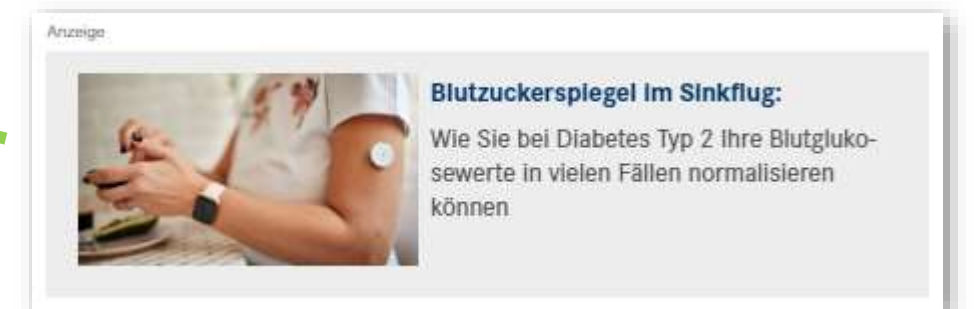 Anzeige
Blutzuckerspiegel im Sinkflug:
Wie Sie bei Diabetes Typ 2 Ihre Blutgluko-
sewerte in vielen Fällen normalisieren
können